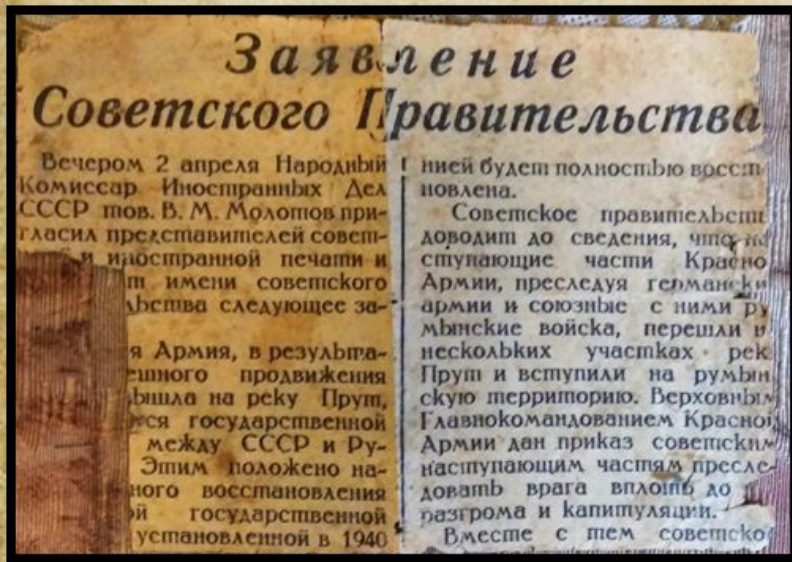 Заявление
Советского Правительства
Вечером 2 апреля Народный
Комиссар Иностранных Дел
СССР тов. В. М. Молотов при-
гласил представителей совет-
и иностранной печати и
имени советского
следующее за-
Армия, в результа-
продвижения
на реку Прут,
государственной
между СССР и Ру-
Этим положено на-
восстановления
государственной
установленной в 1940
нией будет полностью восст
новлена.
Советское правительств
доводит до сведения, что
ступающие части Красно
Армии, преследуя германски
армии и союзные с ними ру
мынские войска, перешли в
нескольких участках рек
Прут и вступили на румын
скую территорию. Верховным
Главнокомандованием Красной
Армии дан приказ советским
наступающим частям пресле-
довать врага вплоть до
разгрома и капитуляции.
Вместе с тем советско